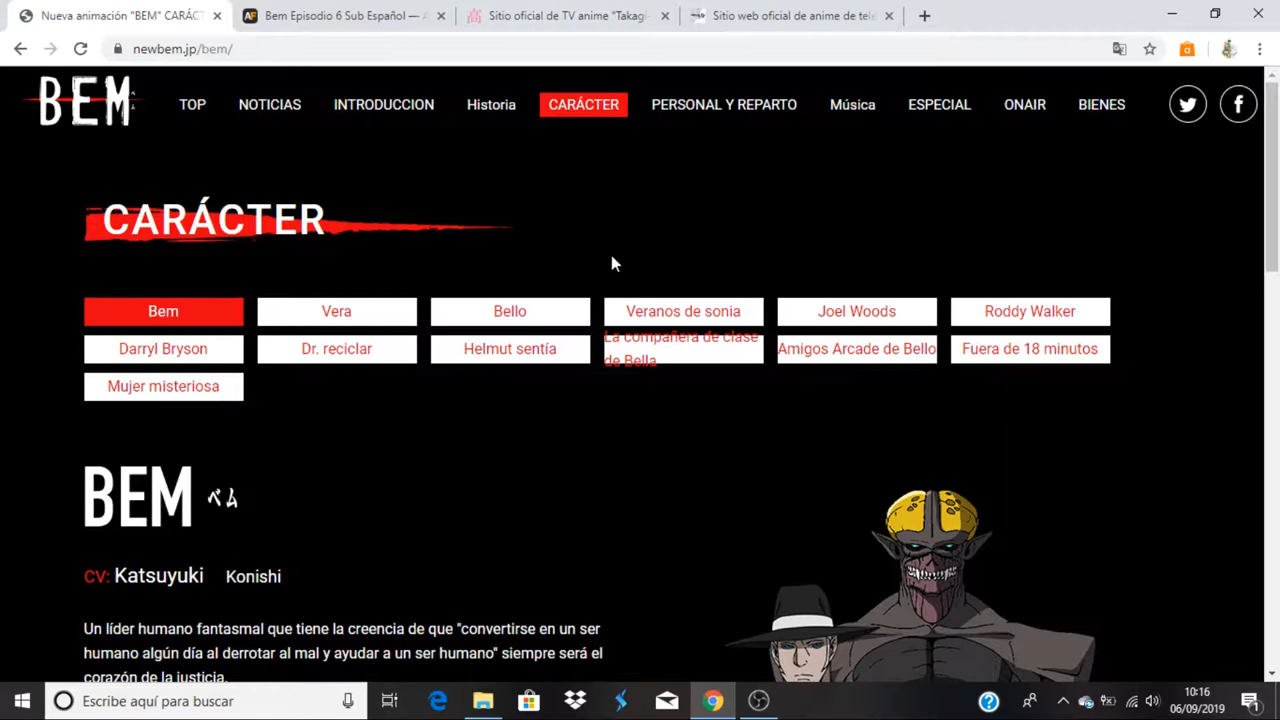 Nueva animación "BEM" CARÁCT
Bem Episodio 6 Sub Español — A
Sitio oficial de TV anime "Takagi-
Sitio web oficial de anime de tele
newbem.jp/bem/
BEM
TOP
NOTICIAS
INTRODUCCION
Historia
CARÁCTER
PERSONAL Y REPARTO
Música
ESPECIAL
ONAIR
BIENES
CARÁCTER
Bem
Vera
Bello
Veranos de sonia
Joel Woods
Roddy Walker
Darryl Bryson
Dr. reciclar
Helmut sentía
La compañera de clase
de Bella
Amigos Arcade de Bello
Fuera de 18 minutos
Mujer misteriosa
BEM ベム
CV: Katsuyuki Konishi
Un líder humano fantasmal que tiene la creencia de que "convertirse en un ser
humano algún día al derrotar al mal y ayudar a un ser humano" siempre será el
corazón de la justicia.
Escribe aquí para buscar
10:16
06/09/2019